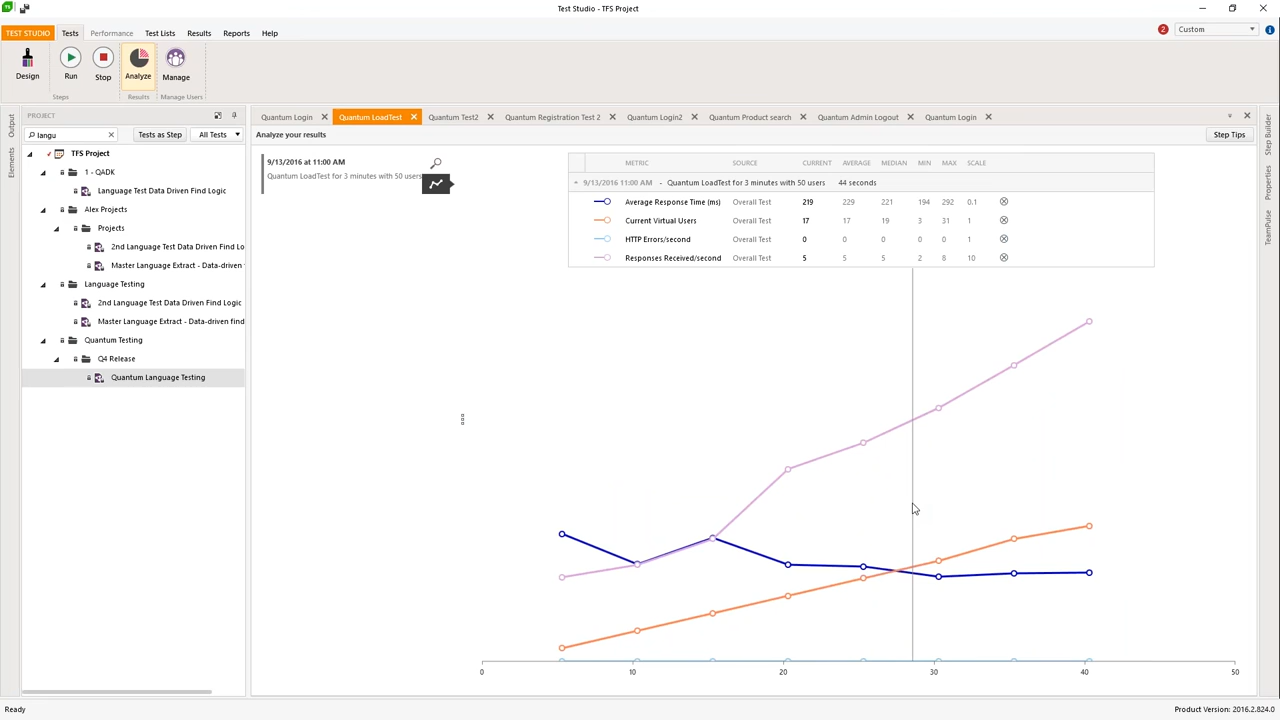 Test Studio - TFS Project
TEST STUDIO Tests Performance Test Lists Results Reports Help
2 Custom
Design Run Stop Analyze Manage
Steps Results Manage Users
Output
Elements
PROJECT
langu Tests as Step All Tests
TFS Project
1 - QADK
Language Test Data Driven Find Logic
Alex Projects
Projects
2nd Language Test Data Driven Find Lo
Master Language Extract - Data-driven
Language Testing
2nd Language Test Data Driven Find Logic
Master Language Extract - Data-driven find
Quantum Testing
Q4 Release
Quantum Language Testing
Quantum Login Quantum LoadTest Quantum Test2 Quantum Registration Test 2 Quantum Login2 Quantum Product search Quantum Admin Logout Quantum Login
Analyze your results Step Tips
9/13/2016 at 11:00 AM
Quantum LoadTest for 3 minutes with 50 users
METRIC SOURCE CURRENT AVERAGE MEDIAN MIN MAX SCALE
9/13/2016 11:00 AM - Quantum LoadTest for 3 minutes with 50 users 44 seconds
Average Response Time (ms) Overall Test 219 229 221 194 292 0.1
Current Virtual Users Overall Test 17 17 19 3 31 1
HTTP Errors/second Overall Test 0 0 0 0 0 1
Responses Received/second Overall Test 5 5 5 2 8 10
0 10 20 30 40 50
Step Builder
Properties
TeamPulse
Ready Product Version: 2016.2.824.0